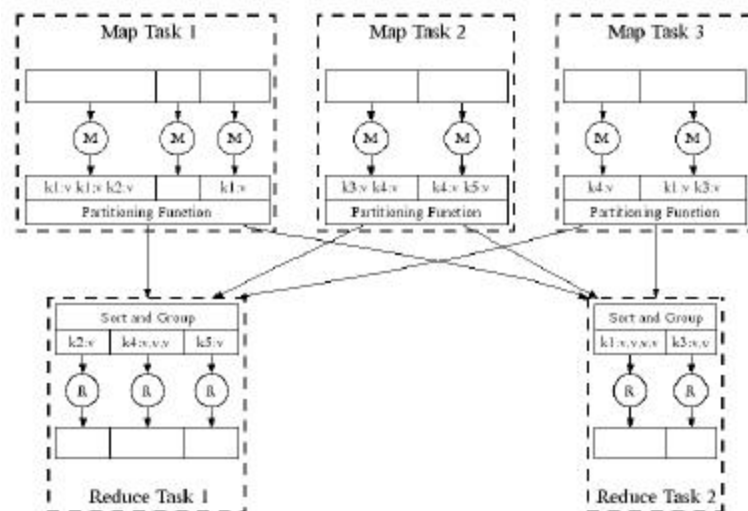 Map Task 1
Map Task 2
Map Task 3
M
M
M
M
M
M
M
k1:v k1:v k2:v
k1:v
k3:v k4:v
k4:v k5:v
k4:v
k1:v k3:v
Partitioning Function
Partitioning Function
Partitioning Function
Sort and Group
Sort and Group
k2:v
k4:v,v,v
k5:v
k1:v,v,v,v
k3:v,v
R
R
R
R
R
Reduce Task 1
Reduce Task 2